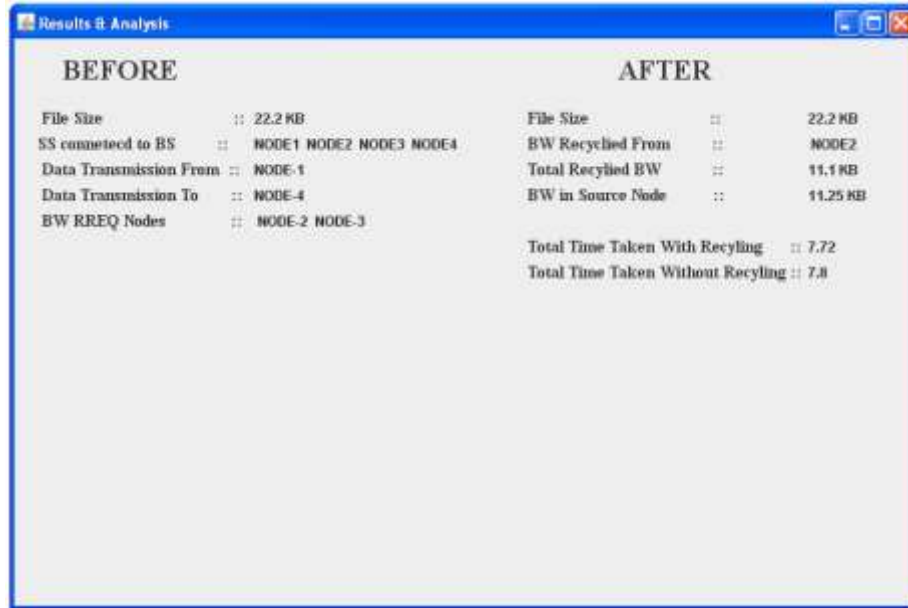 Results & Analysis
BEFORE
File Size :: 22.2 KB
SS connetecd to BS :: NODE1 NODE2 NODE3 NODE4
Data Transmission From :: NODE-1
Data Transmission To :: NODE-4
BW RREQ Nodes :: NODE-2 NODE-3
AFTER
File Size :: 22.2 KB
BW Recyclied From :: NODE2
Total Recylied BW :: 11.1 KB
BW in Source Node :: 11.25 KB
Total Time Taken With Recyling :: 7.72
Total Time Taken Without Recyling :: 7.8